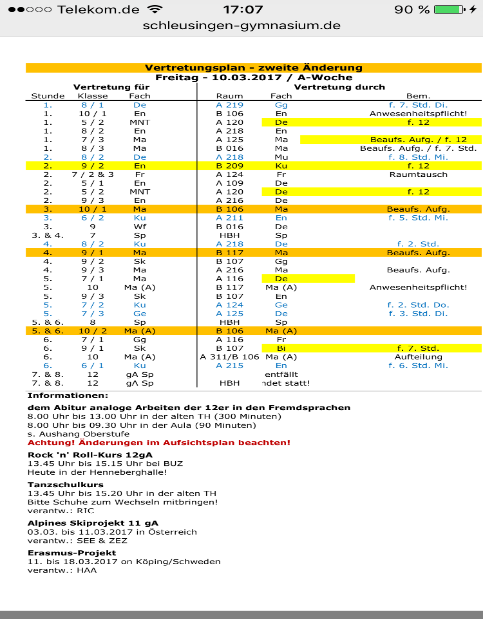 Telekom.de 17:07 90 %
schleusingen-gymnasium.de
Vertretungsplan - zweite Änderung
Freitag - 10.03.2017 / A-Woche
Vertretung für Vertretung durch
Stunde Klasse Fach Raum Fach Bem.
1. 8 / 1 De A 219 Gg f. 7. Std. Di.
1. 10 / 1 En B 106 En Anwesenheitspflicht!
1. 5 / 2 MNT A 120 De f. 12
1. 8 / 2 En A 218 En
1. 7 / 3 Ma A 125 Ma Beaufs. Aufg. / f. 12
1. 8 / 3 Ma B 016 Ma Beaufs. Aufg. / f. 7. Std.
2. 8 / 2 De A 218 Mu f. 8. Std. Mi.
2. 9 / 2 En B 209 Ku f. 12
2. 7 / 2 & 3 Fr A 124 Fr Raumtausch
2. 5 / 1 En A 109 De
2. 5 / 2 MNT A 120 De f. 12
2. 9 / 3 En A 216 De
3. 10 / 1 Ma B 106 Ma Beaufs. Aufg.
3. 6 / 2 Ku A 211 En f. 5. Std. Mi.
3. 9 Wf B 016 De
3. & 4. 7 Sp HBH Sp
4. 8 / 2 Ku A 218 De f. 2. Std.
4. 9 / 1 Ma B 117 Ma Beaufs. Aufg.
4. 9 / 2 Sk B 107 Gg
4. 9 / 3 Ma A 216 Ma Beaufs. Aufg.
5. 7 / 1 Ma A 116 De
5. 10 Ma (A) B 117 Ma (A) Anwesenheitspflicht!
5. 9 / 3 Sk B 107 En
5. 7 / 2 Ku A 124 Ge f. 2. Std. Do.
5. 7 / 3 Ge A 125 De f. 3. Std. Di.
5. & 6. 8 Sp HBH Sp
5. & 6. 10 / 2 Ma (A) B 106 Ma (A)
6. 7 / 1 Gg A 116 Fr
6. 9 / 1 Sk B 107 Bi f. 7. Std.
6. 10 Ma (A) A 311/B 106 Ma (A) Aufteilung
6. 6 / 1 Ku A 215 En f. 6. Std. Mi.
7. & 8. 12 gA Sp entfällt
7. & 8. 12 gA Sp HBH ndet statt!
Informationen:
dem Abitur analoge Arbeiten der 12er in den Fremdsprachen
8.00 Uhr bis 13.00 Uhr in der alten TH (300 Minuten)
8.00 Uhr bis 09.30 Uhr in der Aula (90 Minuten)
s. Aushang Oberstufe
Achtung! Änderungen im Aufsichtsplan beachten!
Rock 'n' Roll-Kurs 12gA
13.45 Uhr bis 15.15 Uhr bei BUZ
Heute in der Henneberghalle!
Tanzschulkurs
13.45 Uhr bis 15.20 Uhr in der alten TH
Bitte Schuhe zum Wechseln mitbringen!
verantw.: RIC
Alpines Skiprojekt 11 gA
03.03. bis 11.03.2017 in Österreich
verantw.: SEE & ZEZ
Erasmus-Projekt
11. bis 18.03.2017 on Köping/Schweden
verantw.: HAA